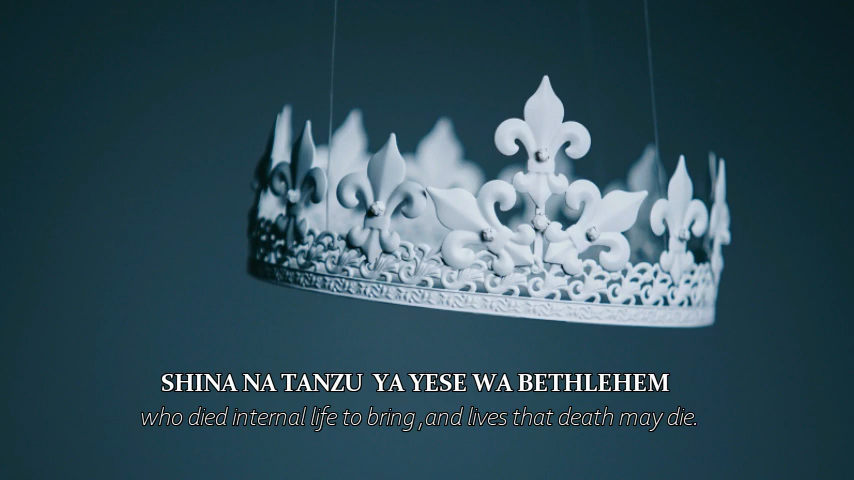 SHINA NA TANZU YA YESE WA BETHLEHEM
who died internal life to bring ,and lives that death may die.